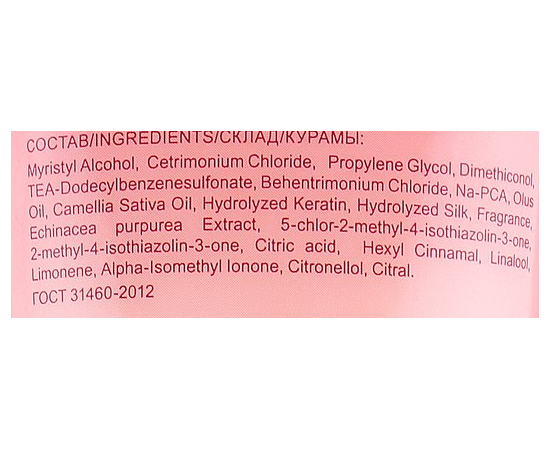 СОСТАВ/INGREDIENTS/СКЛАД/КУРАМЫ:
Myristyl Alcohol, Cetrimonium Chloride, Propylene Glycol, Dimethiconol,
TEA-Dodecylbenzenesulfonate, Behentrimonium Chloride, Na-PCA, Olus
Oil, Camellia Sativa Oil, Hydrolyzed Keratin, Hydrolyzed Silk, Fragrance,
Echinacea purpurea Extract, 5-chlor-2-methyl-4-isothiazolin-3-one,
2-methyl-4-isothiazolin-3-one, Citric acid, Hexyl Cinnamal, Linalool,
Limonene, Alpha-Isomethyl Ionone, Citronellol, Citral.
ГОСТ 31460-2012